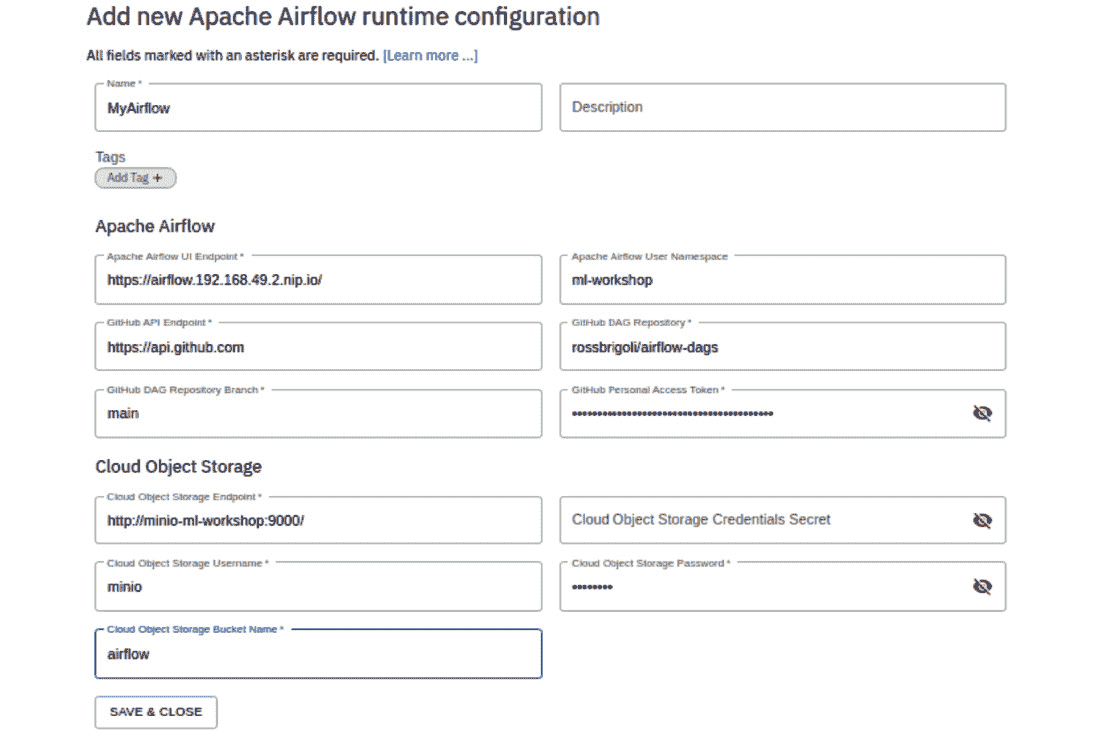 Add new Apache Airflow runtime configuration
All fields marked with an asterisk are required. [Learn more ...]
Name *
MyAirflow
Description
Tags
Add Tag +
Apache Airflow
Apache Airflow UI Endpoint *
https://airflow.192.168.49.2.nip.io/
Apache Airflow User Namespace
ml-workshop
GitHub API Endpoint *
https://api.github.com
GitHub DAG Repository *
rossbrigoli/airflow-dags
GitHub DAG Repository Branch *
main
GitHub Personal Access Token *
Cloud Object Storage
Cloud Object Storage Endpoint *
http://minio-ml-workshop:9000/
Cloud Object Storage Credentials Secret
Cloud Object Storage Username *
minio
Cloud Object Storage Password *
Cloud Object Storage Bucket Name *
airflow
SAVE & CLOSE